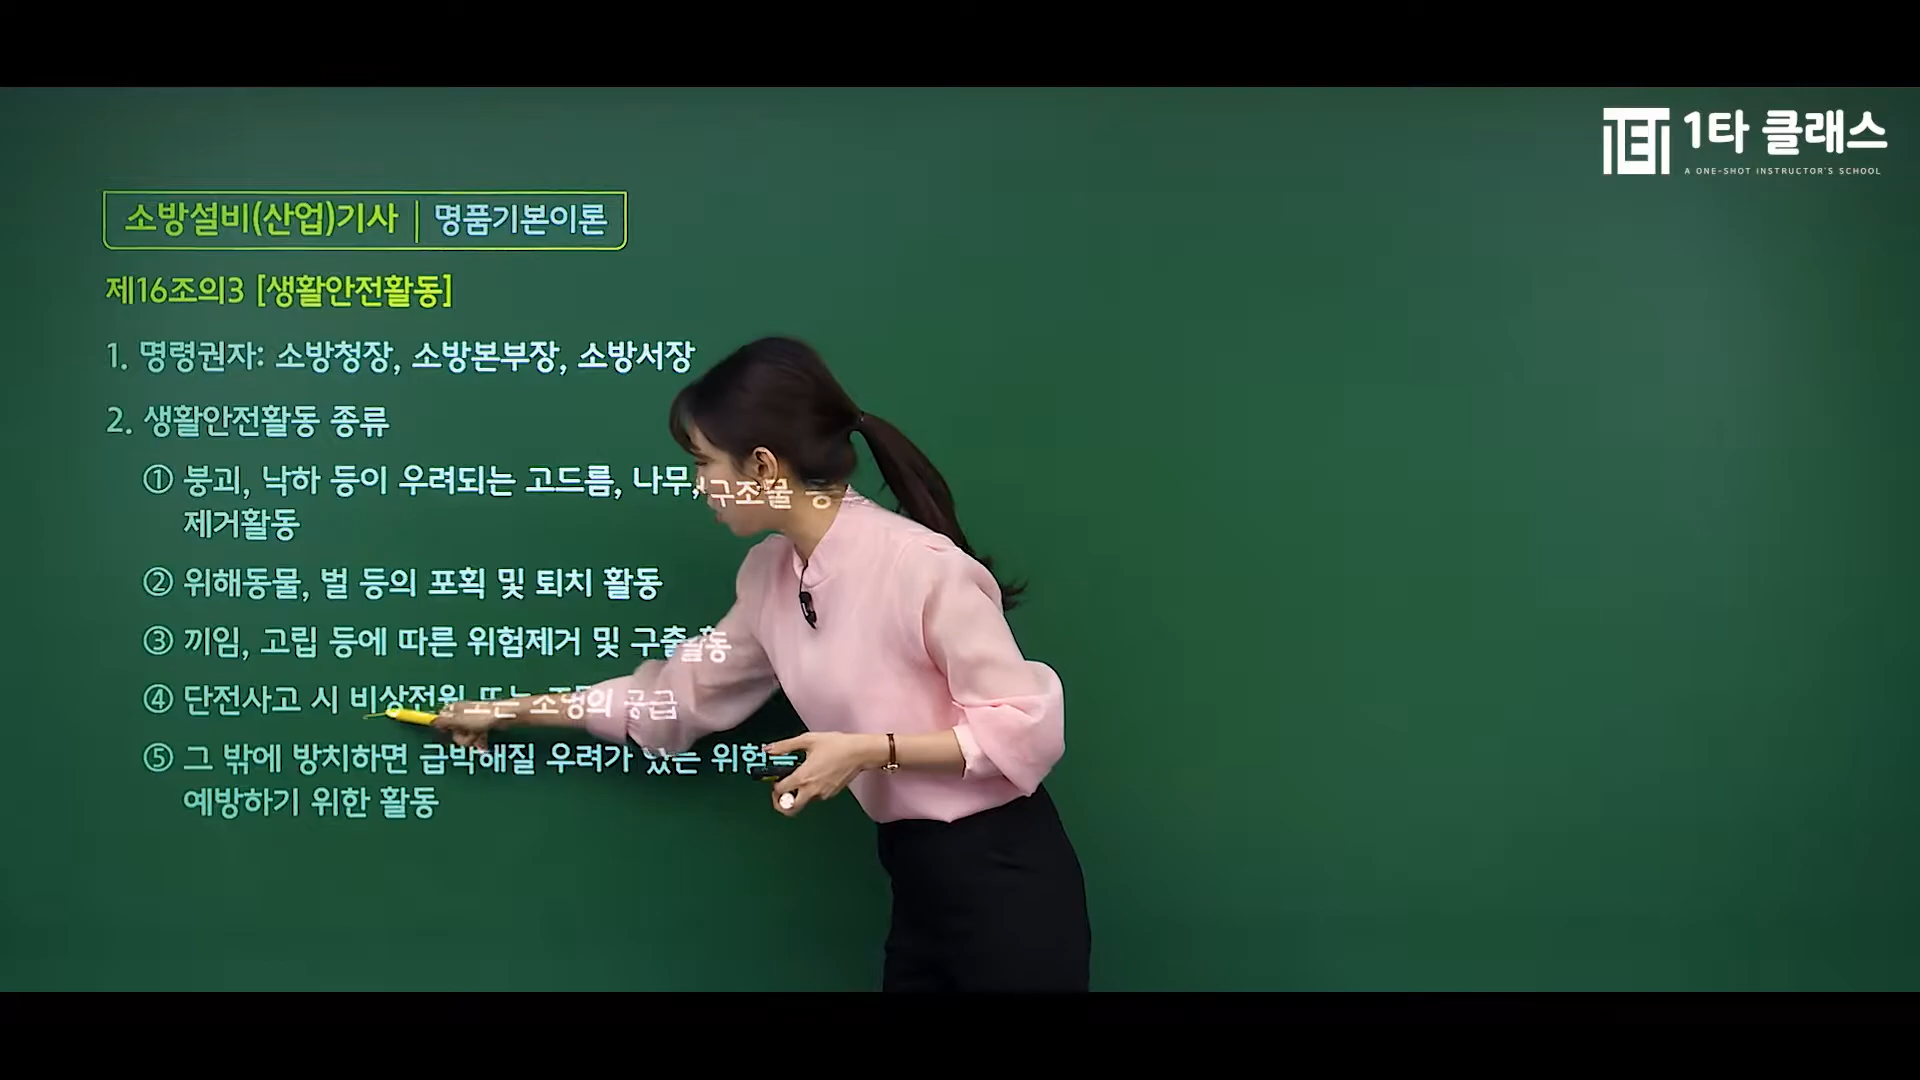 1타 클래스
A ONE-SHOT INSTRUCTOR'S SCHOOL
소방설비(산업)기사 | 명품기본이론
제16조의3 [생활안전활동]
1. 명령권자: 소방청장, 소방본부장, 소방서장
2. 생활안전활동 종류
① 붕괴, 낙하 등이 우려되는 고드름, 나무, 구조물
제거활동
② 위해동물, 벌 등의 포획 및 퇴치 활동
③ 끼임, 고립 등에 따른 위험제거 및 구출활동
④ 단전사고 시 비상전원 또는 조명의 공급
⑤ 그 밖에 방치하면 급박해질 우려가 있는 위험을
예방하기 위한 활동